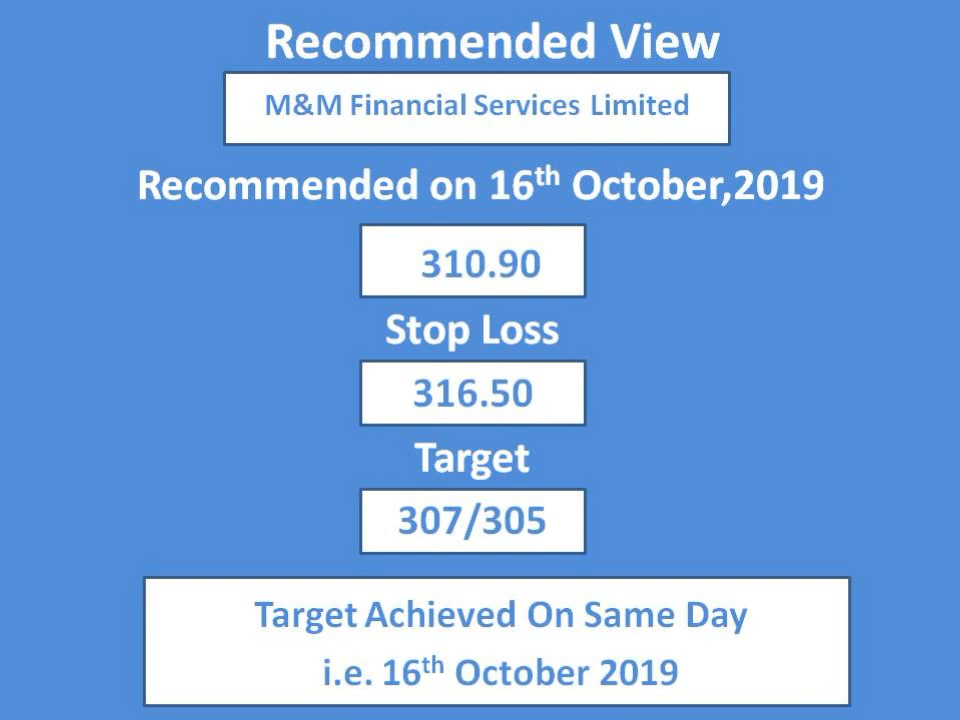 Recommended View
M&M Financial Services Limited
Recommended on 16th October,2019
310.90
Stop Loss
316.50
Target
307/305
Target Achieved On Same Day
i.e. 16th October 2019